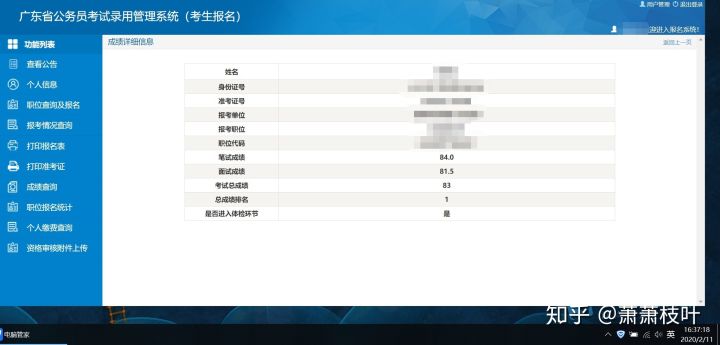 广东省公务员考试录用管理系统（考生报名）
用户管理 退出登录
迎进入报名系统!
功能列表
成绩详细信息
返回上一页
查看公告
个人信息
职位查询及报名
报考情况查询
打印报名表
打印准考证
成绩查询
职位报名统计
个人缴费查询
资格审核附件上传
姓名
身份证号
准考证号
报考单位
报考职位
职位代码
笔试成绩 84.0
面试成绩 81.5
考试总成绩 83
总成绩排名 1
是否进入体检环节 是
知乎 @萧萧枝叶
电脑管家
英
16:37:18
2020/2/11